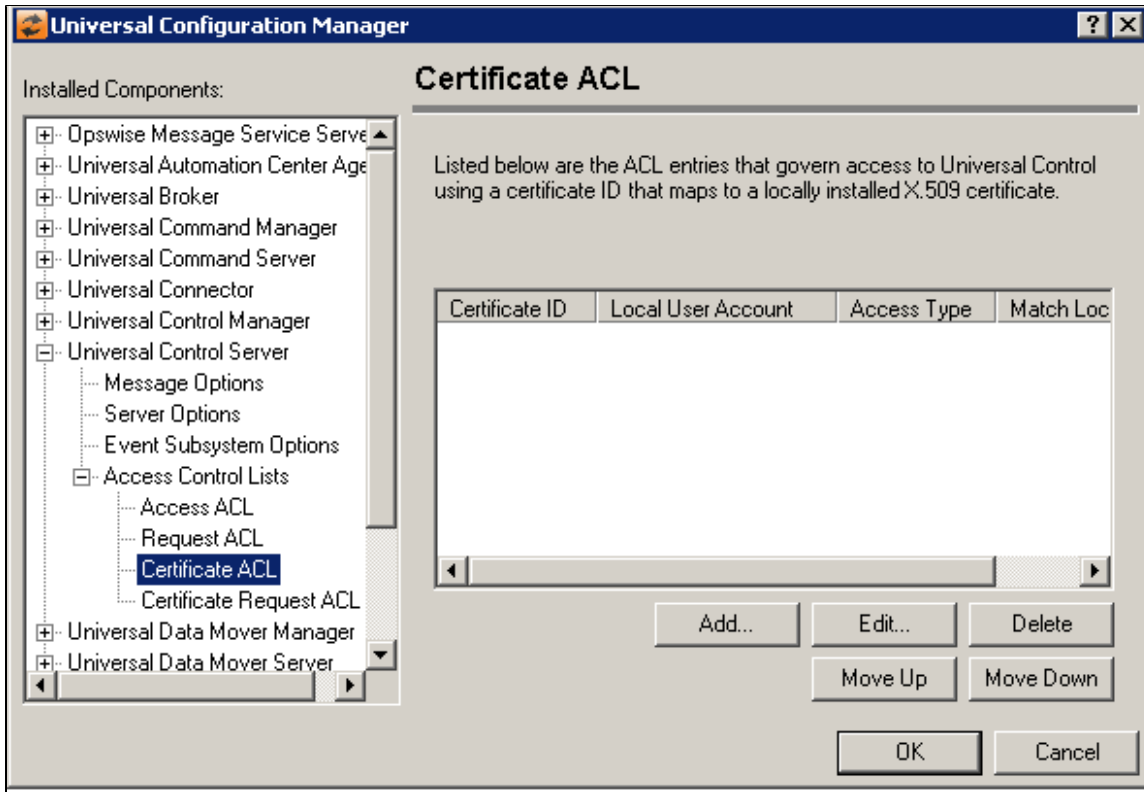 Universal Configuration Manager
Installed Components:
Opswise Message Service Serve
Universal Automation Center Age
Universal Broker
Universal Command Manager
Universal Command Server
Universal Connector
Universal Control Manager
Universal Control Server
Message Options
Server Options
Event Subsystem Options
Access Control Lists
Access ACL
Request ACL
Certificate ACL
Certificate Request ACL
Universal Data Mover Manager
Universal Data Mover Server
Certificate ACL
Listed below are the ACL entries that govern access to Universal Control
using a certificate ID that maps to a locally installed X.509 certificate.
Certificate ID Local User Account Access Type Match Loc
Add... Edit... Delete
Move Up Move Down
OK Cancel